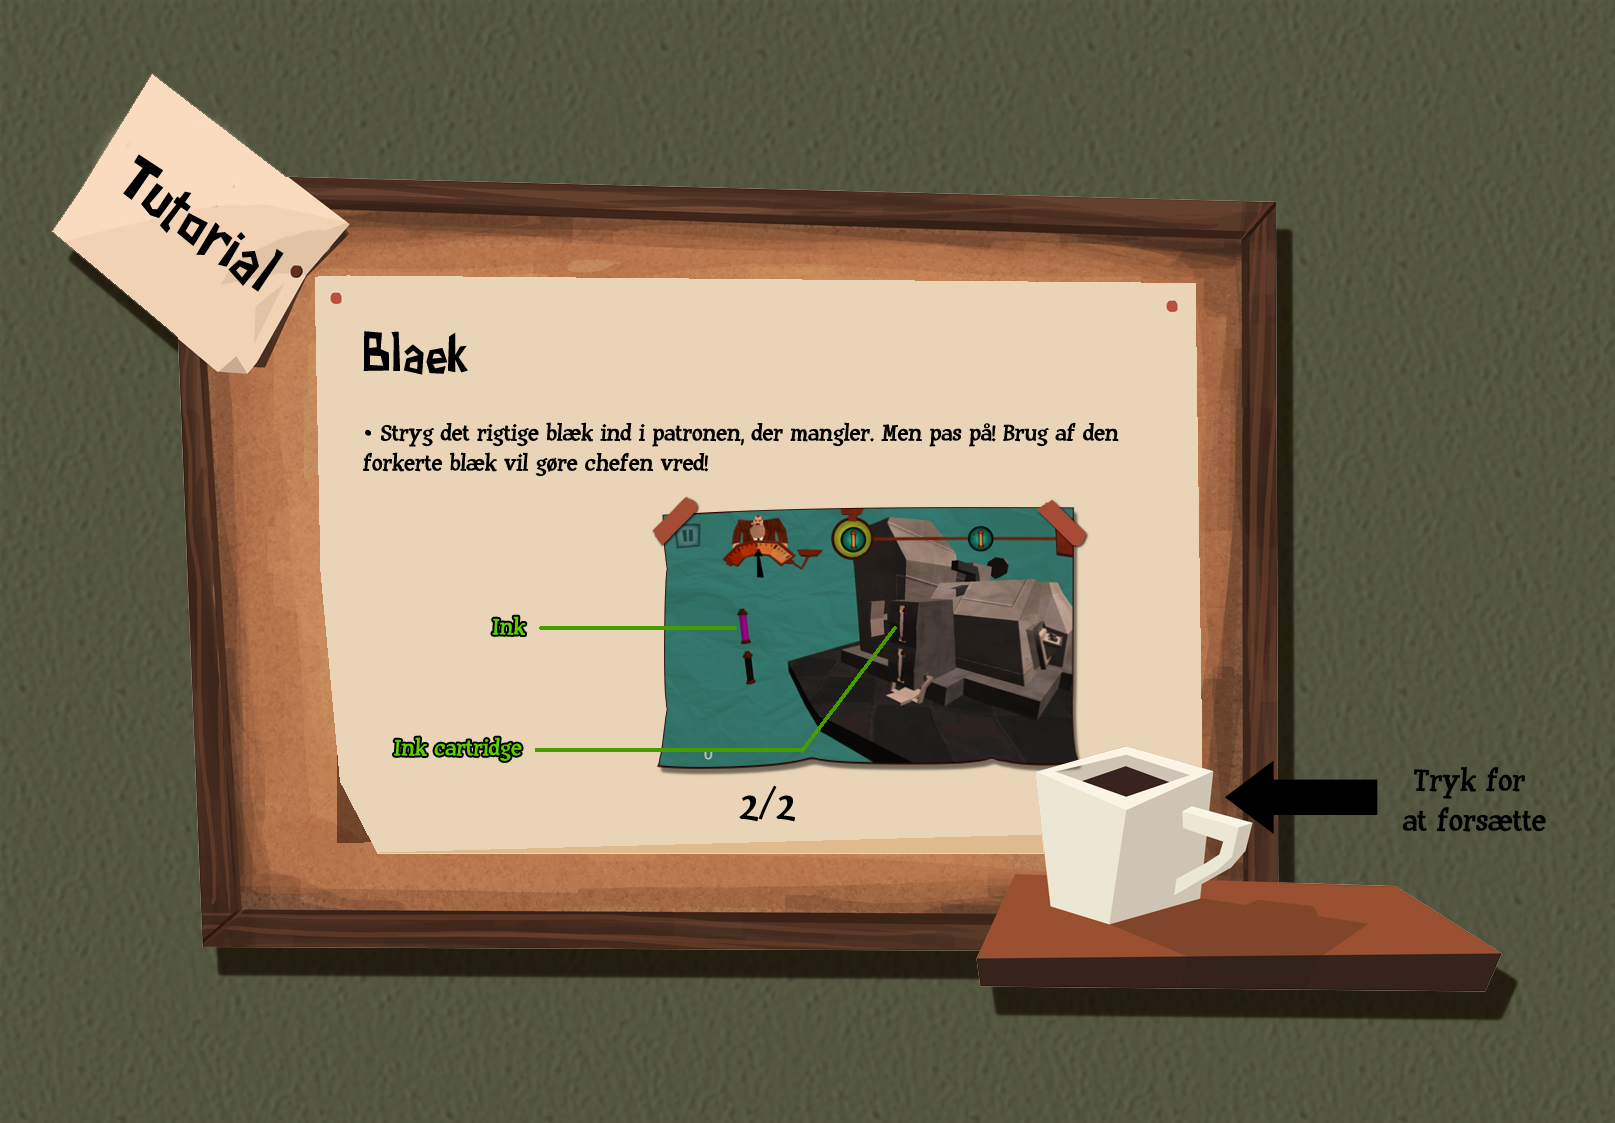 Tutorial
Blaek
• Stryg det rigtige blæk ind i patronen, der mangler. Men pas på! Brug af den
forkerte blæk vil gøre chefen vred!
Ink
Ink cartridge
0
2/2
Tryk for
at forsætte